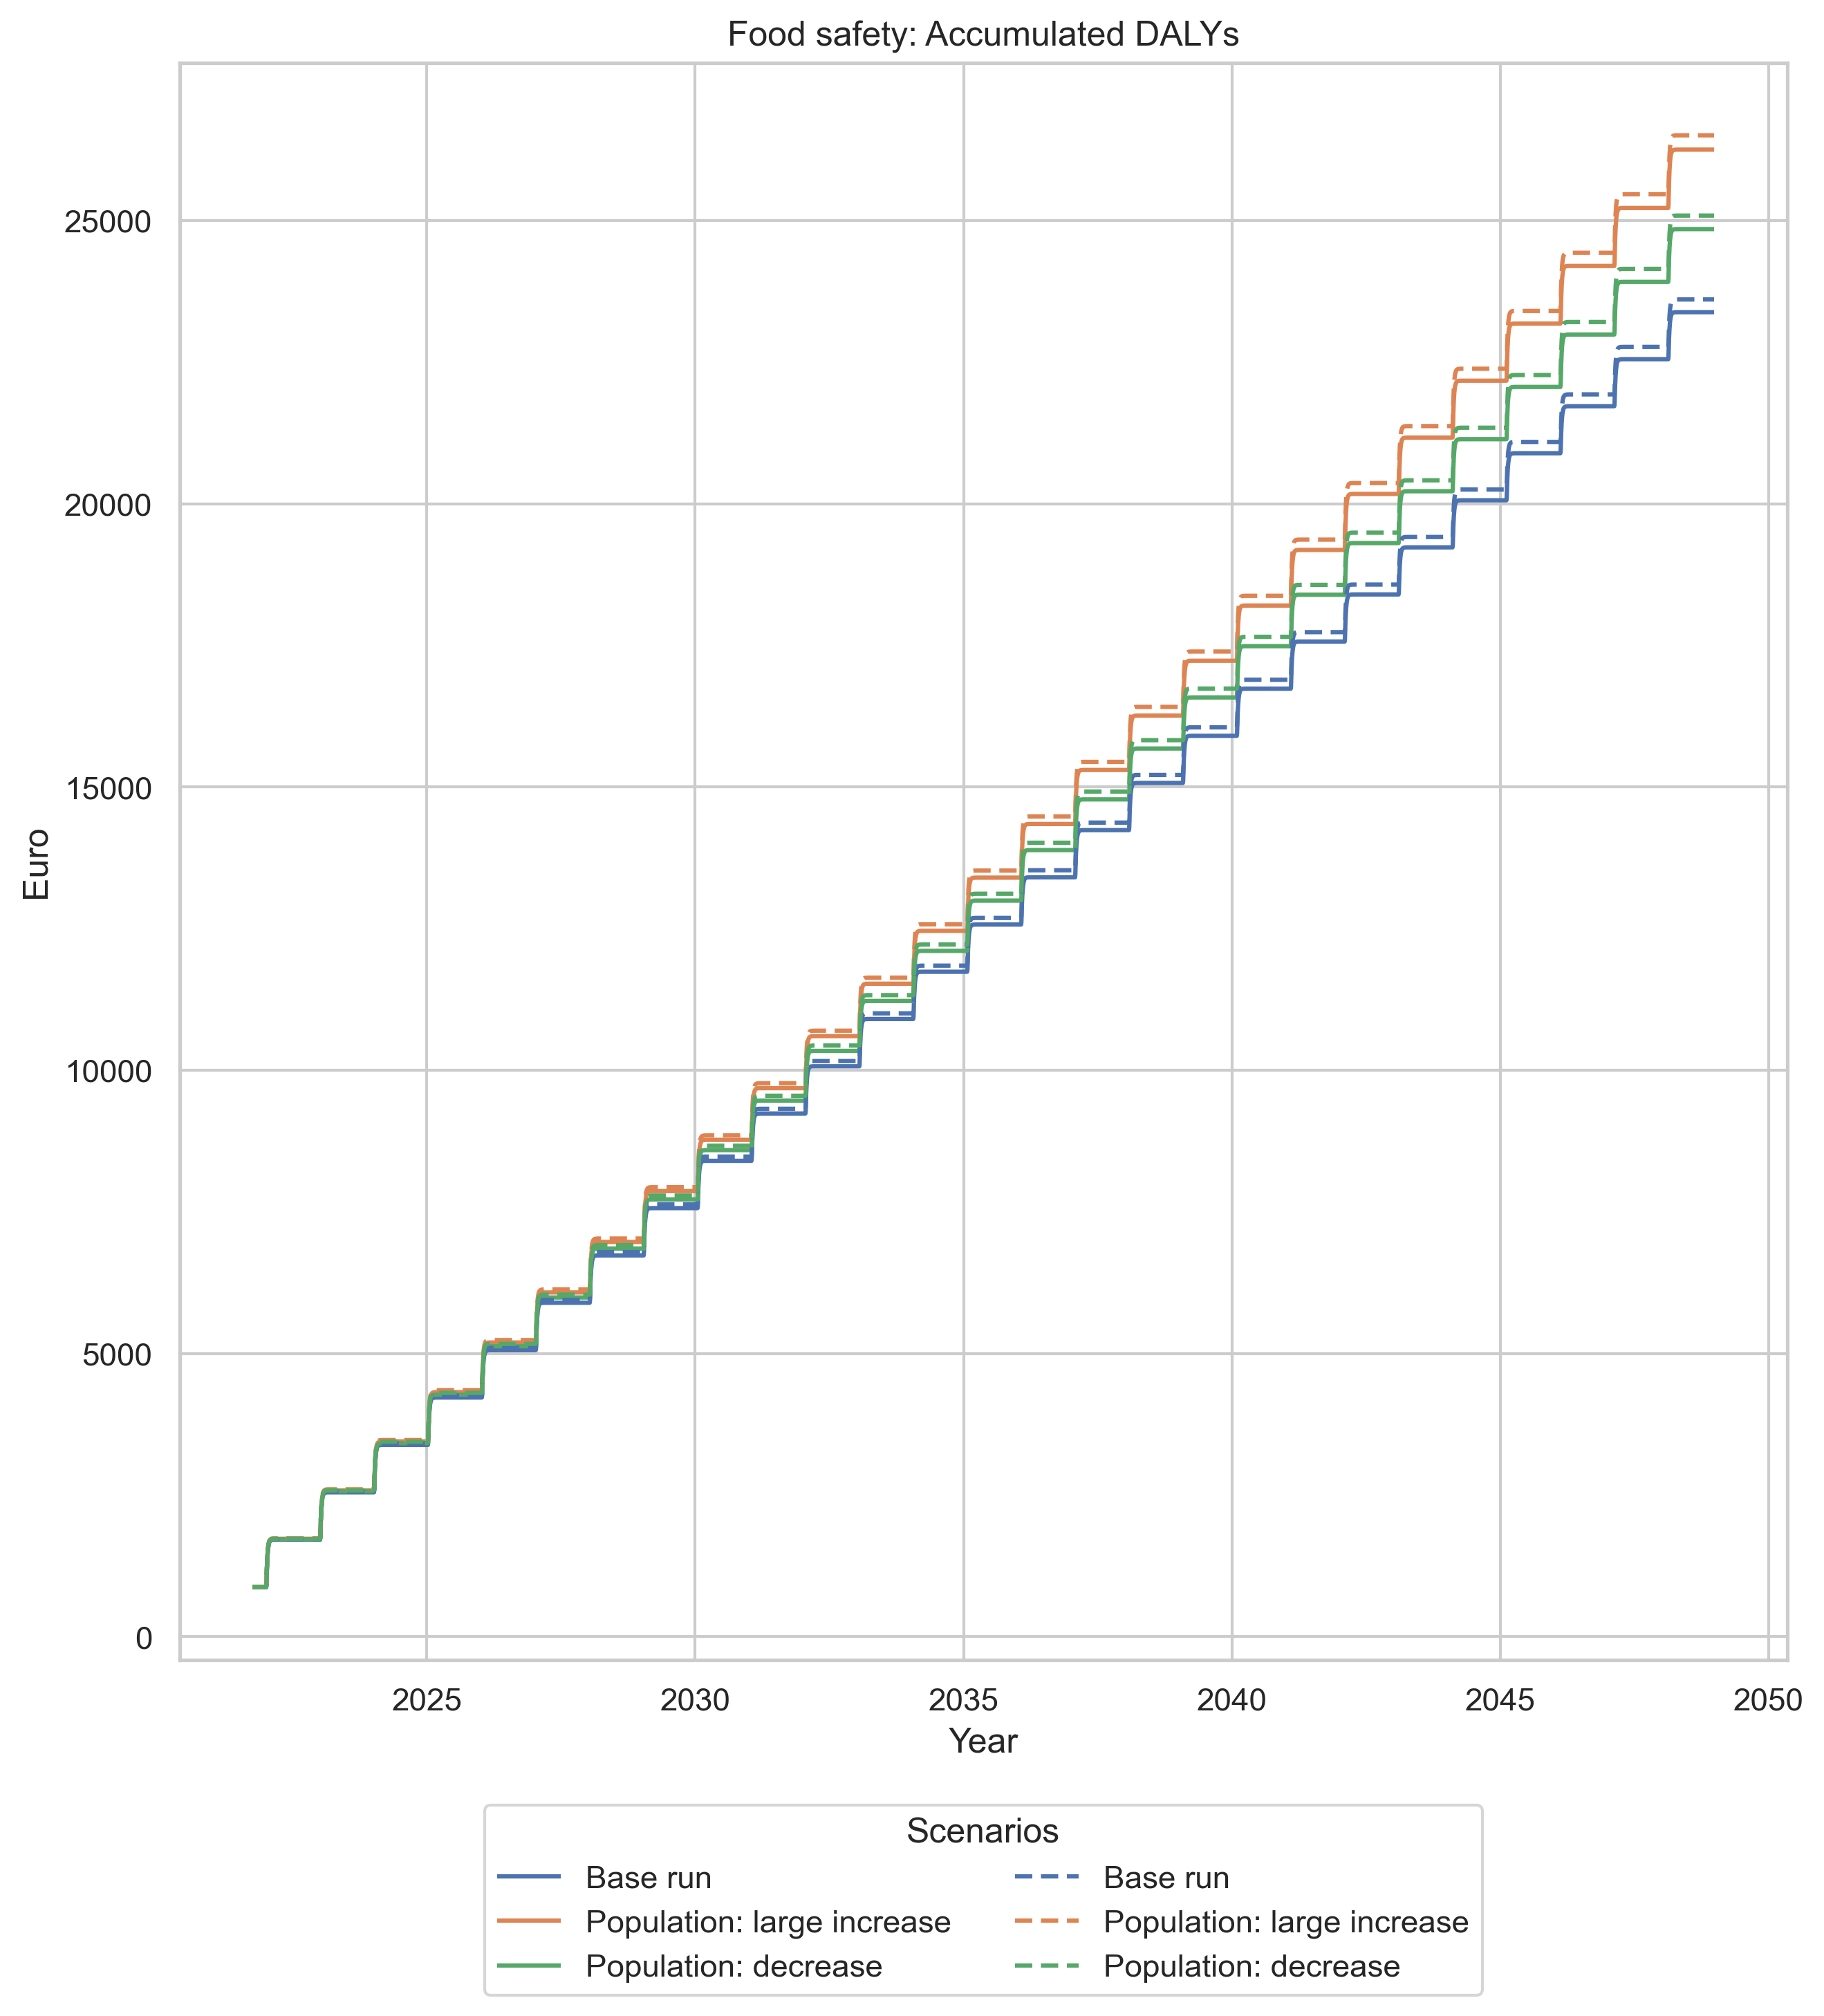 Food safety: Accumulated DALYs
25000
20000
15000
10000
5000
0
Euro
2025
2030
2035
2040
2045
2050
Year
Scenarios
Base run
Population: large increase
Population: decrease
Base run
Population: large increase
Population: decrease